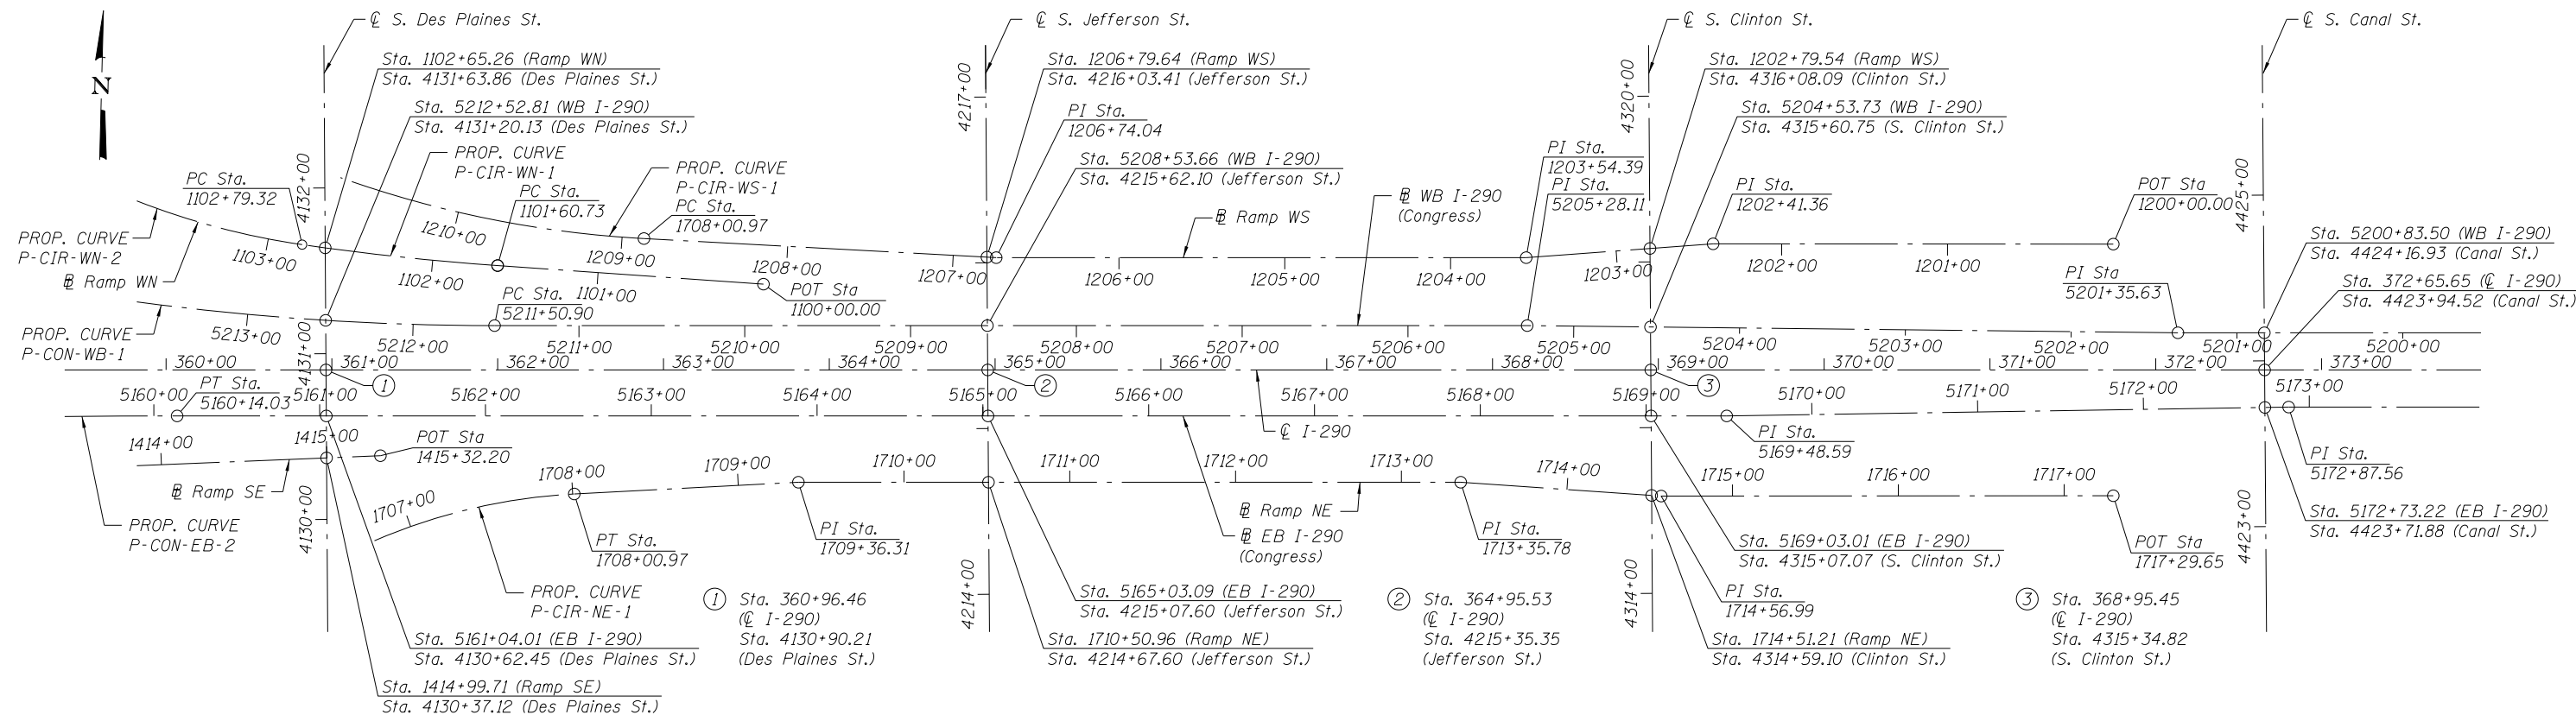 N
℄ S. Des Plaines St.
℄ S. Jefferson St.
℄ S. Clinton St.
℄ S. Canal St.
Sta. 1102+65.26 (Ramp WN)
Sta. 4131+63.86 (Des Plaines St.)
Sta. 5212+52.81 (WB I-290)
Sta. 4131+20.13 (Des Plaines St.)
PROP. CURVE
P-CIR-WN-1
PROP. CURVE
P-CIR-WS-1
PC Sta.
1102+79.32
PC Sta.
1101+60.73
PC Sta.
1708+00.97
4132+00
4217+00
4320+00
4425+00
Sta. 1206+79.64 (Ramp WS)
Sta. 4216+03.41 (Jefferson St.)
PI Sta.
1206+74.04
Sta. 5208+53.66 (WB I-290)
Sta. 4215+62.10 (Jefferson St.)
℄ WB I-290
(Congress)
℄ Ramp WS
PI Sta.
1203+54.39
PI Sta.
5205+28.11
Sta. 1202+79.54 (Ramp WS)
Sta. 4316+08.09 (Clinton St.)
Sta. 5204+53.73 (WB I-290)
Sta. 4315+60.75 (S. Clinton St.)
PI Sta.
1202+41.36
POT Sta
1200+00.00
PI Sta
5201+35.63
Sta. 5200+83.50 (WB I-290)
Sta. 4424+16.93 (Canal St.)
Sta. 372+65.65 (℄ I-290)
Sta. 4423+94.52 (Canal St.)
PROP. CURVE
P-CIR-WN-2
℄ Ramp WN
PROP. CURVE
P-CON-WB-1
1103+00
1102+00
1101+00
1210+00
1209+00
1208+00
1207+00
1206+00
1205+00
1204+00
1203+00
1202+00
1201+00
PC Sta.
5211+50.90
POT Sta
1100+00.00
5213+00
5212+00
5211+00
5210+00
5209+00
5208+00
5207+00
5206+00
5205+00
5204+00
5203+00
5202+00
5201+00
5200+00
4131+00
360+00
361+00
362+00
363+00
364+00
365+00
366+00
367+00
368+00
369+00
370+00
371+00
372+00
373+00
1
2
3
PT Sta.
5160+14.03
5160+00
5161+00
5162+00
5163+00
5164+00
5165+00
5166+00
5167+00
5168+00
5169+00
5170+00
5171+00
5172+00
5173+00
1414+00
1415+00
POT Sta
1415+32.20
℄ Ramp SE
PROP. CURVE
P-CON-EB-2
4130+00
1707+00
1708+00
1709+00
1710+00
1711+00
1712+00
1713+00
1714+00
1715+00
1716+00
1717+00
℄ I-290
℄ Ramp NE
℄ EB I-290
(Congress)
PT Sta.
1708+00.97
PI Sta.
1709+36.31
PROP. CURVE
P-CIR-NE-1
PI Sta.
1713+35.78
PI Sta.
5169+48.59
PI Sta.
5172+87.56
POT Sta
1717+29.65
4214+00
4314+00
4423+00
Sta. 5172+73.22 (EB I-290)
Sta. 4423+71.88 (Canal St.)
Sta. 5169+03.01 (EB I-290)
Sta. 4315+07.07 (S. Clinton St.)
PI Sta.
1714+56.99
Sta. 1714+51.21 (Ramp NE)
Sta. 4314+59.10 (Clinton St.)
Sta. 5165+03.09 (EB I-290)
Sta. 4215+07.60 (Jefferson St.)
Sta. 1710+50.96 (Ramp NE)
Sta. 4214+67.60 (Jefferson St.)
Sta. 5161+04.01 (EB I-290)
Sta. 4130+62.45 (Des Plaines St.)
Sta. 1414+99.71 (Ramp SE)
Sta. 4130+37.12 (Des Plaines St.)
1 Sta. 360+96.46
(℄ I-290)
Sta. 4130+90.21
(Des Plaines St.)
2 Sta. 364+95.53
(℄ I-290)
Sta. 4215+35.35
(Jefferson St.)
3 Sta. 368+95.45
(℄ I-290)
Sta. 4315+34.82
(S. Clinton St.)